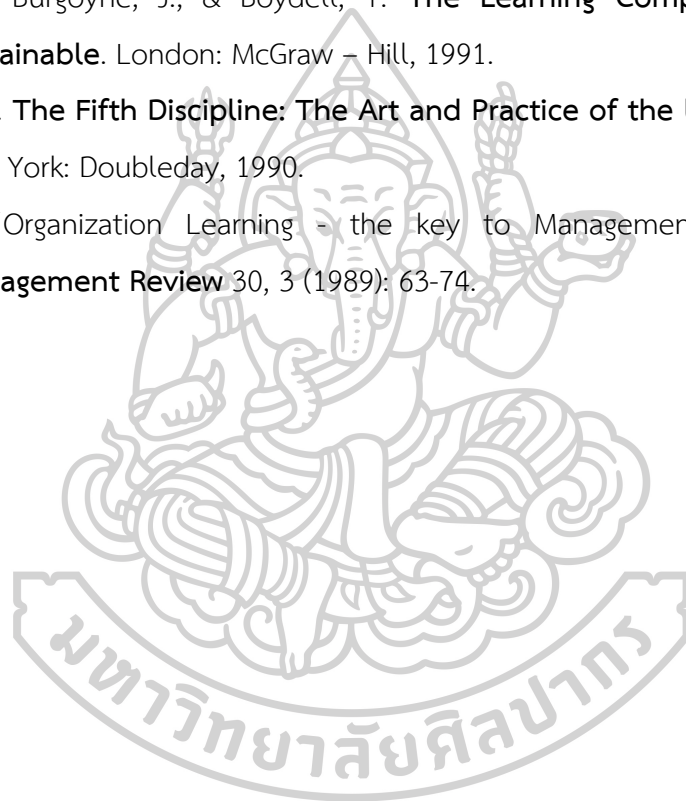 Burgoyne, J., & Boydell, T. The Learning Comp
ainable. London: McGraw – Hill, 1991.
. The Fifth Discipline: The Art and Practice of the
York: Doubleday, 1990.
Organization Learning - the key to Managemen
agement Review 30, 3 (1989): 63-74.
มหาวิทยาลัยศิลปากร